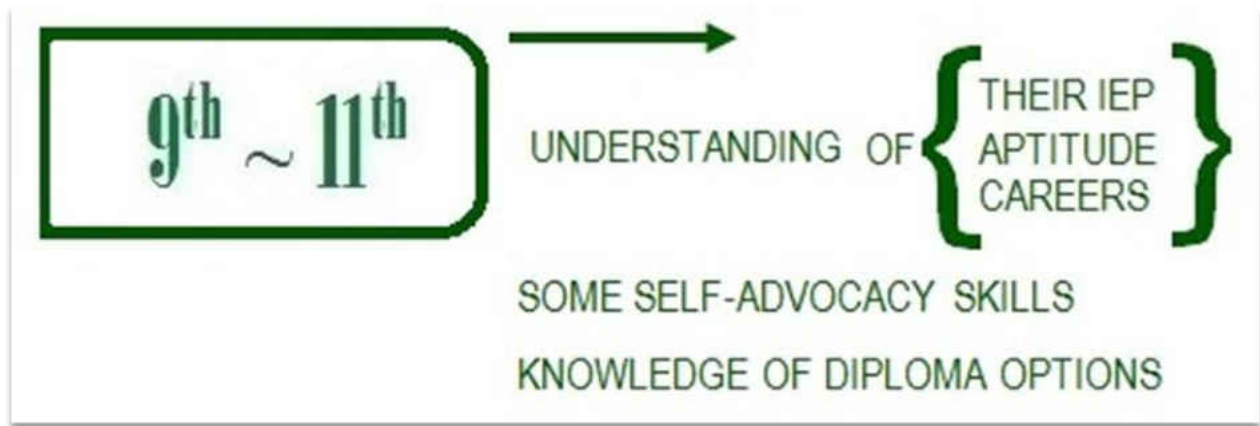 9th ~ 11th
UNDERSTANDING OF { THEIR IEP
APTITUDE
CAREERS }
SOME SELF-ADVOCACY SKILLS
KNOWLEDGE OF DIPLOMA OPTIONS